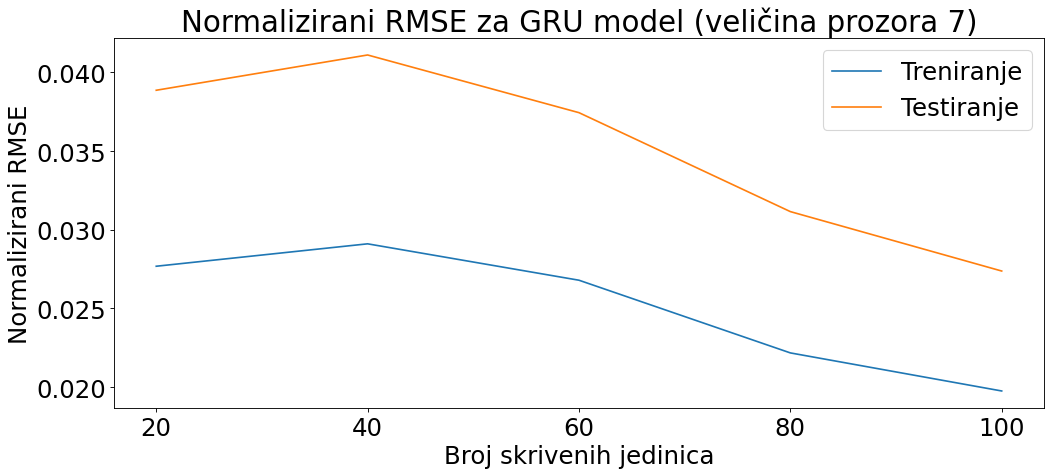 Normalizirani RMSE za GRU model (veličina prozora 7)
Treniranje
Testiranje
Normalizirani RMSE
0.040
0.035
0.030
0.025
0.020
20 40 60 80 100
Broj skrivenih jedinica